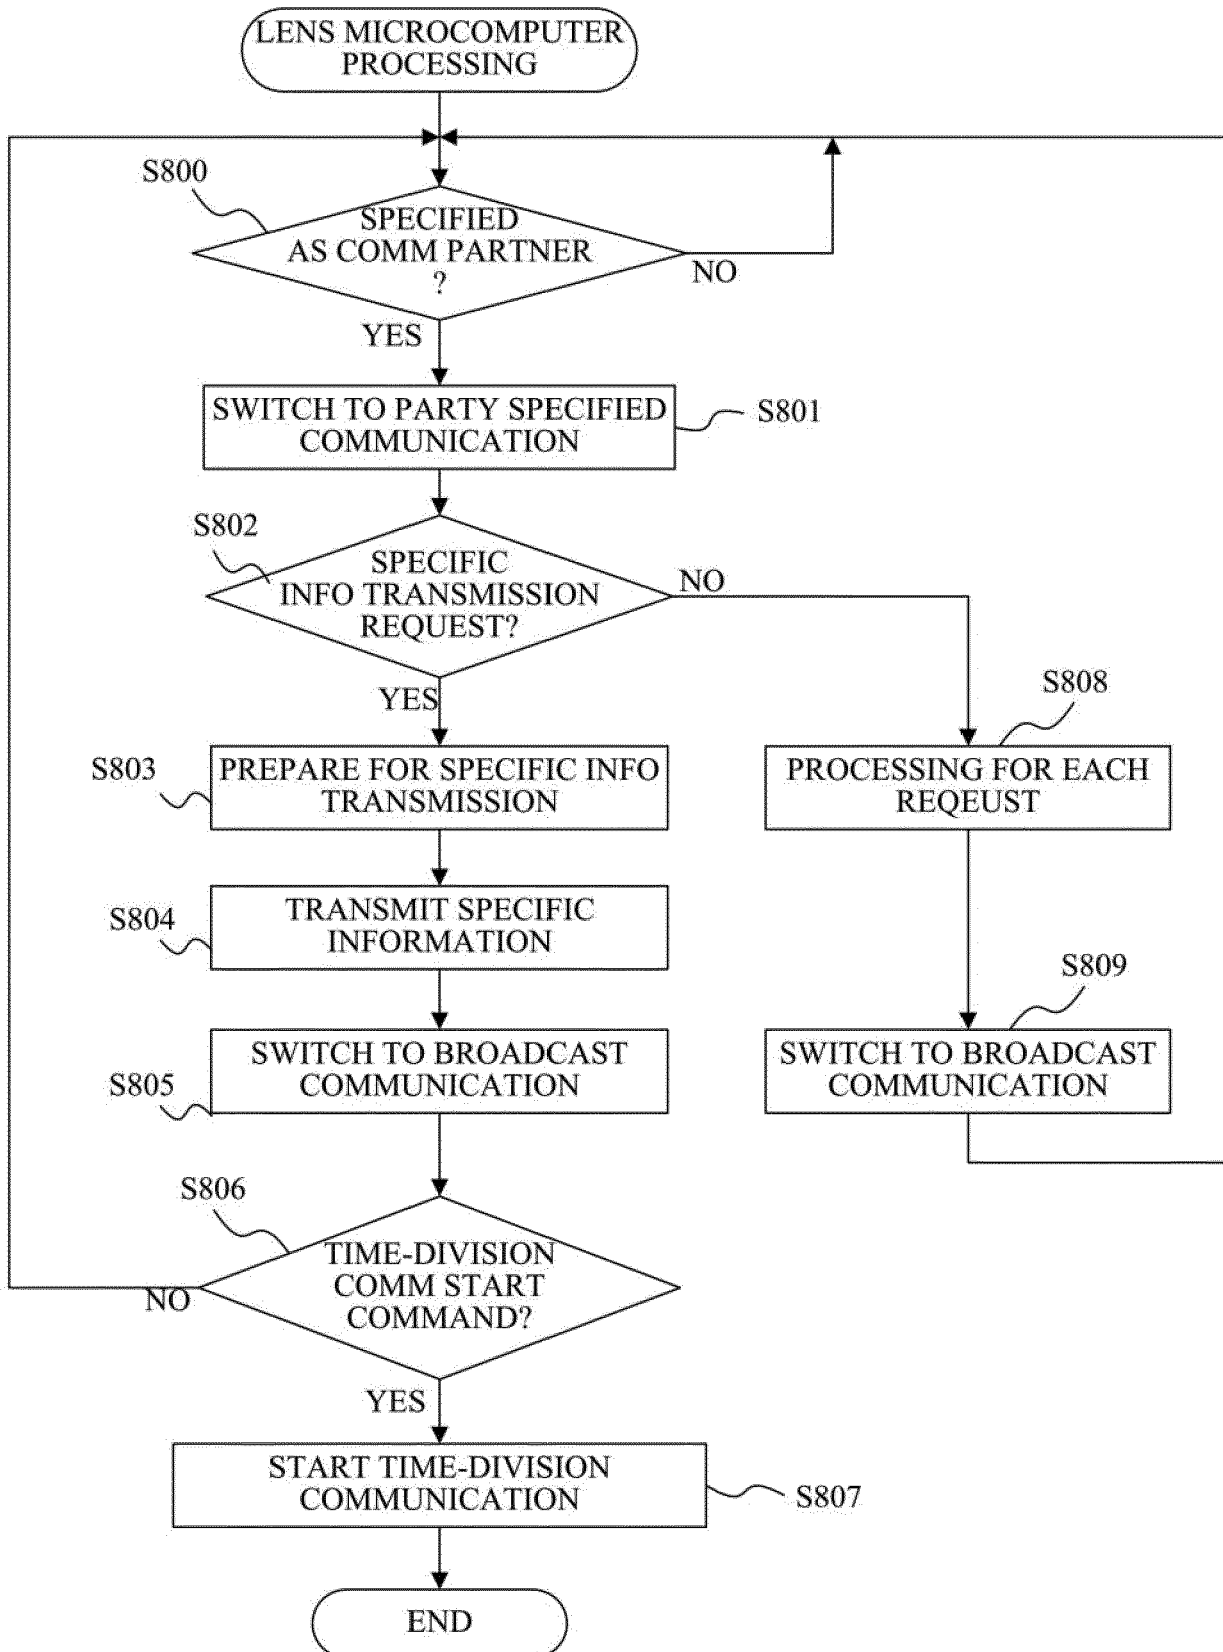 LENS MICROCOMPUTER
PROCESSING
S800
SPECIFIED
AS COMM PARTNER
?
NO
YES
SWITCH TO PARTY SPECIFIED
COMMUNICATION
S801
S802
SPECIFIC
INFO TRANSMISSION
REQUEST?
NO
YES
S803
PREPARE FOR SPECIFIC INFO
TRANSMISSION
S808
PROCESSING FOR EACH
REQEUST
S804
TRANSMIT SPECIFIC
INFORMATION
S805
SWITCH TO BROADCAST
COMMUNICATION
S809
SWITCH TO BROADCAST
COMMUNICATION
S806
TIME-DIVISION
COMM START
COMMAND?
NO
YES
START TIME-DIVISION
COMMUNICATION
S807
END